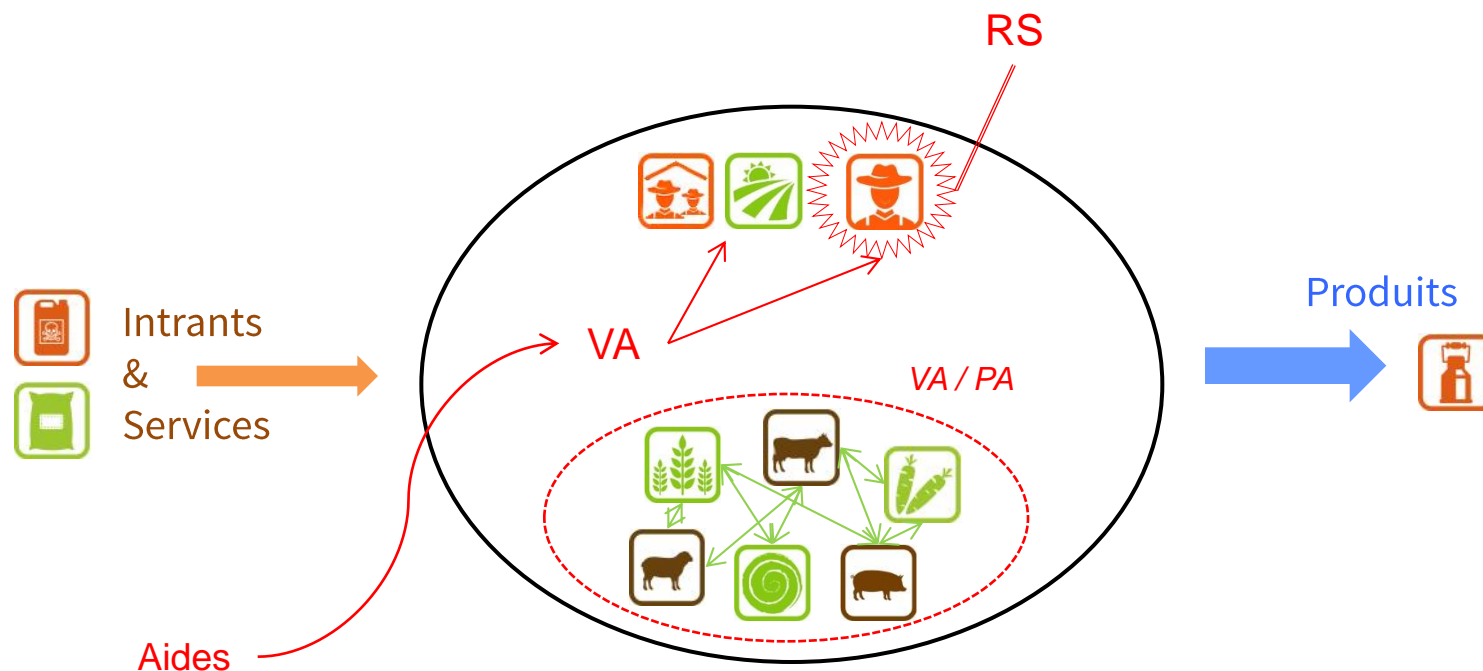 RS
Intrants
&
Services
Produits
VA
VA / PA
Aides